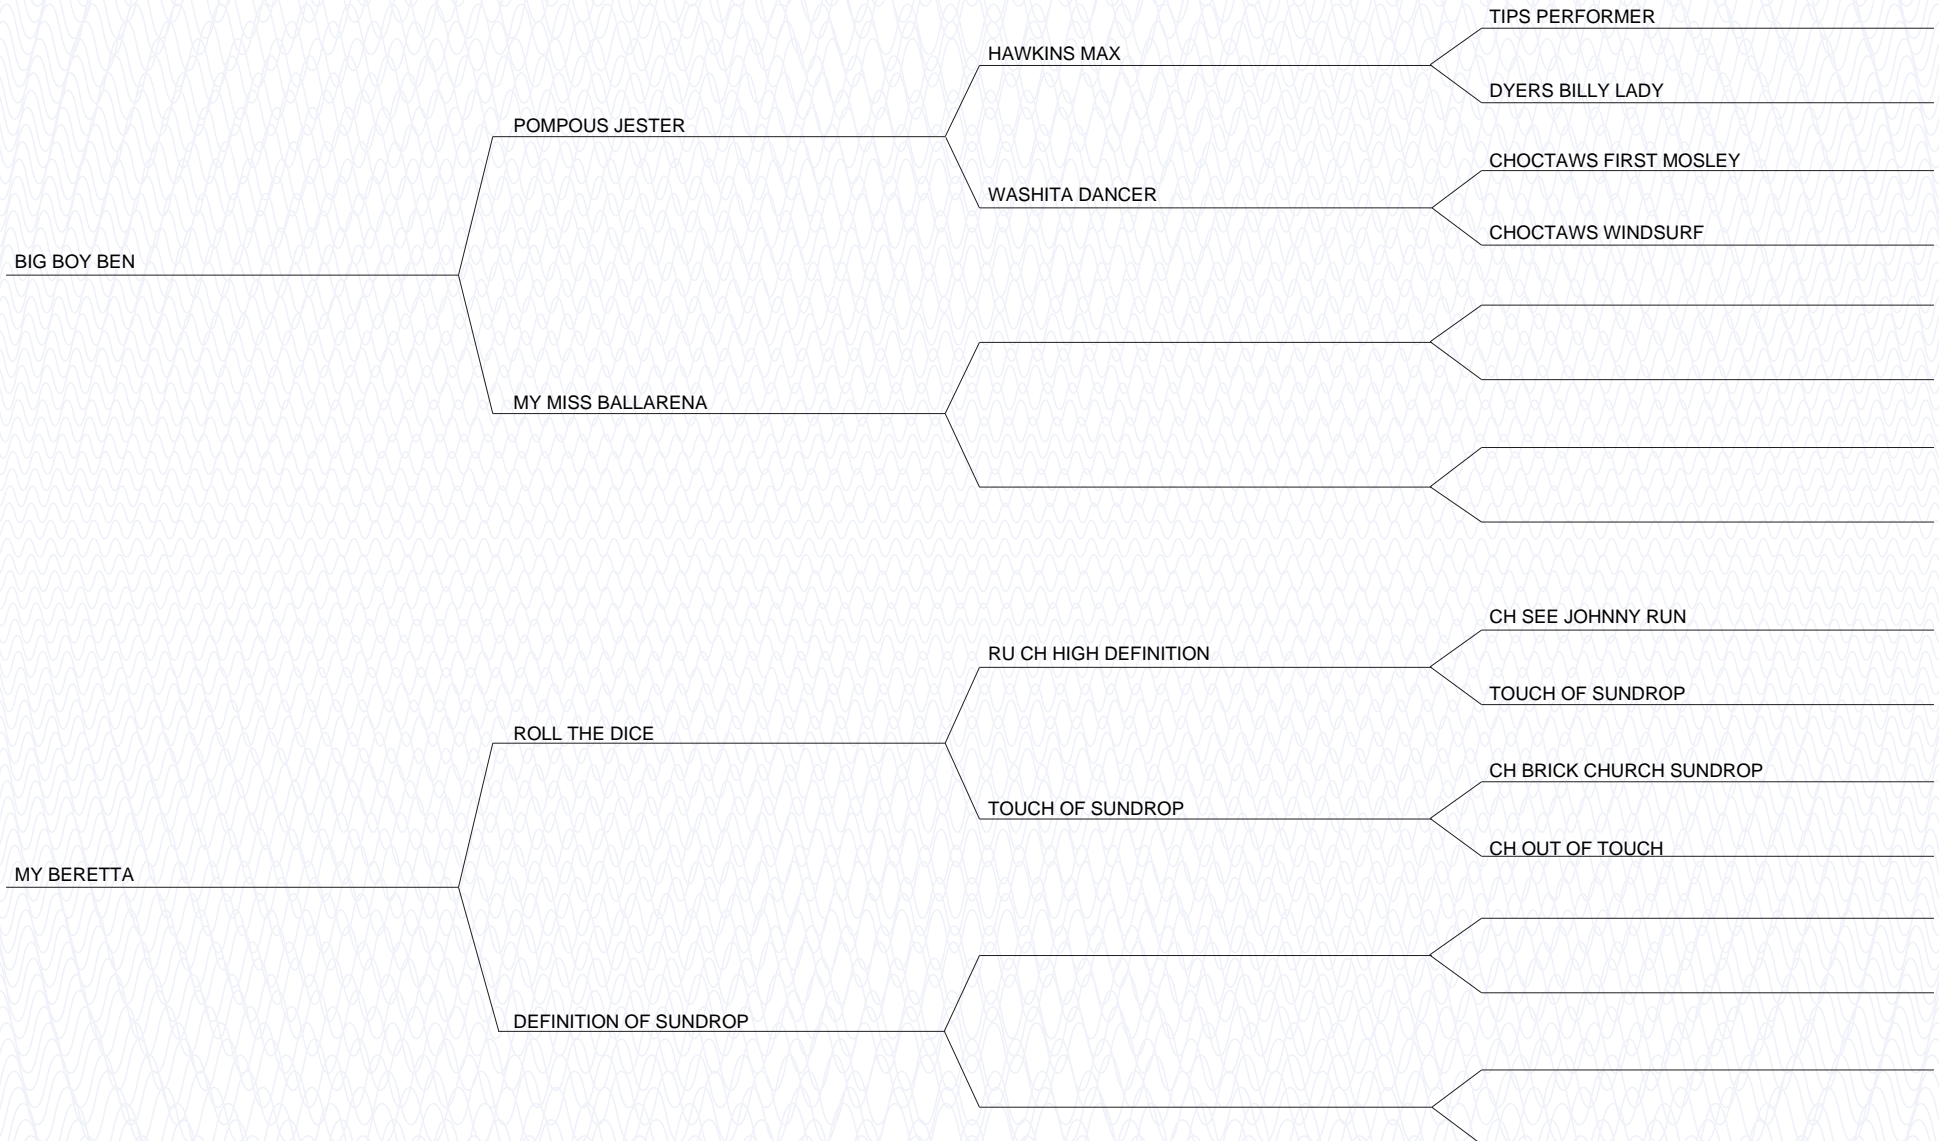 TIPS PERFORMER
HAWKINS MAX
DYERS BILLY LADY
POMPOUS JESTER
CHOCTAWS FIRST MOSLEY
WASHITA DANCER
CHOCTAWS WINDSURF
BIG BOY BEN
MY MISS BALLARENA
CH SEE JOHNNY RUN
RU CH HIGH DEFINITION
TOUCH OF SUNDROP
ROLL THE DICE
CH BRICK CHURCH SUNDROP
TOUCH OF SUNDROP
CH OUT OF TOUCH
MY BERETTA
DEFINITION OF SUNDROP